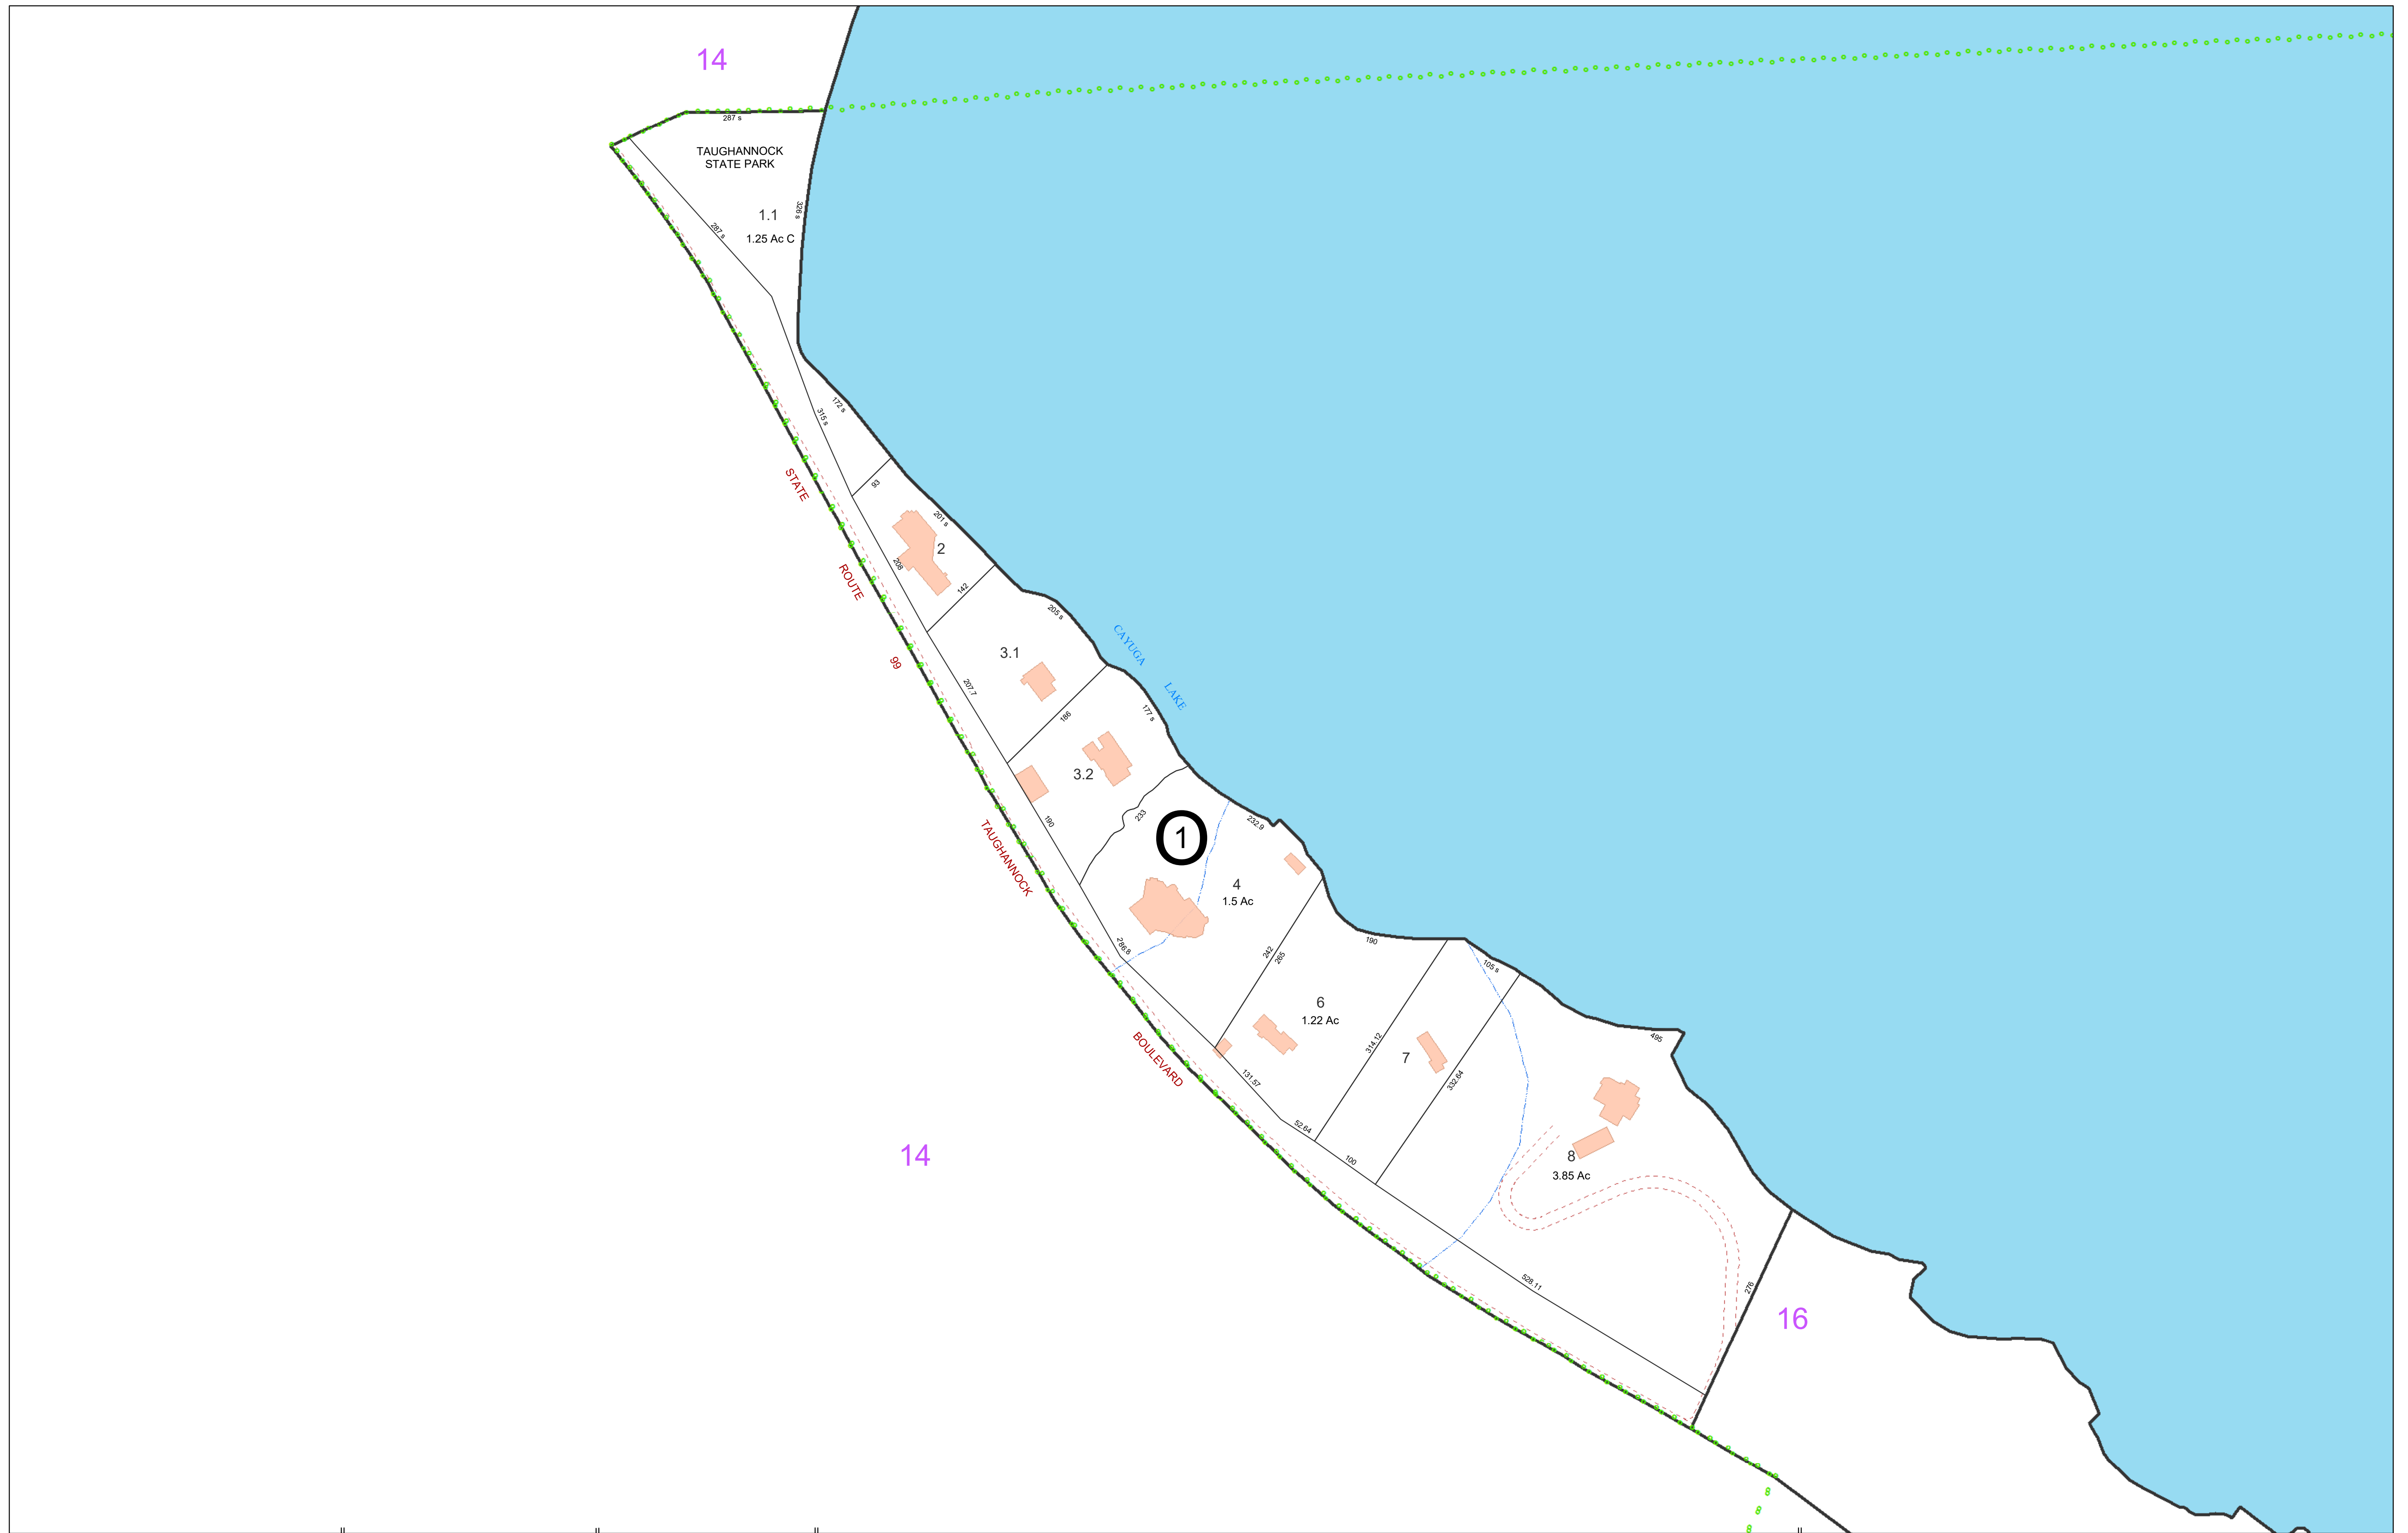 14
287 s
TAUGHANNOCK
STATE PARK
326 s
1.1
287 s
1.25 Ac C
172 s
315 s
93
STATE
201 s
2
208
ROUTE
142
205 s
CAYUGA
3.1
99
207.7
LAKE
186
177 s
3.2
190
233
232.9
1
TAUGHANNOCK
4
1.5 Ac
286.8
242
265
190
105 s
6
1.22 Ac
495
314.12
7
BOULEVARD
131.57
332.64
52.64
14
8
100
3.85 Ac
528.11
276
16